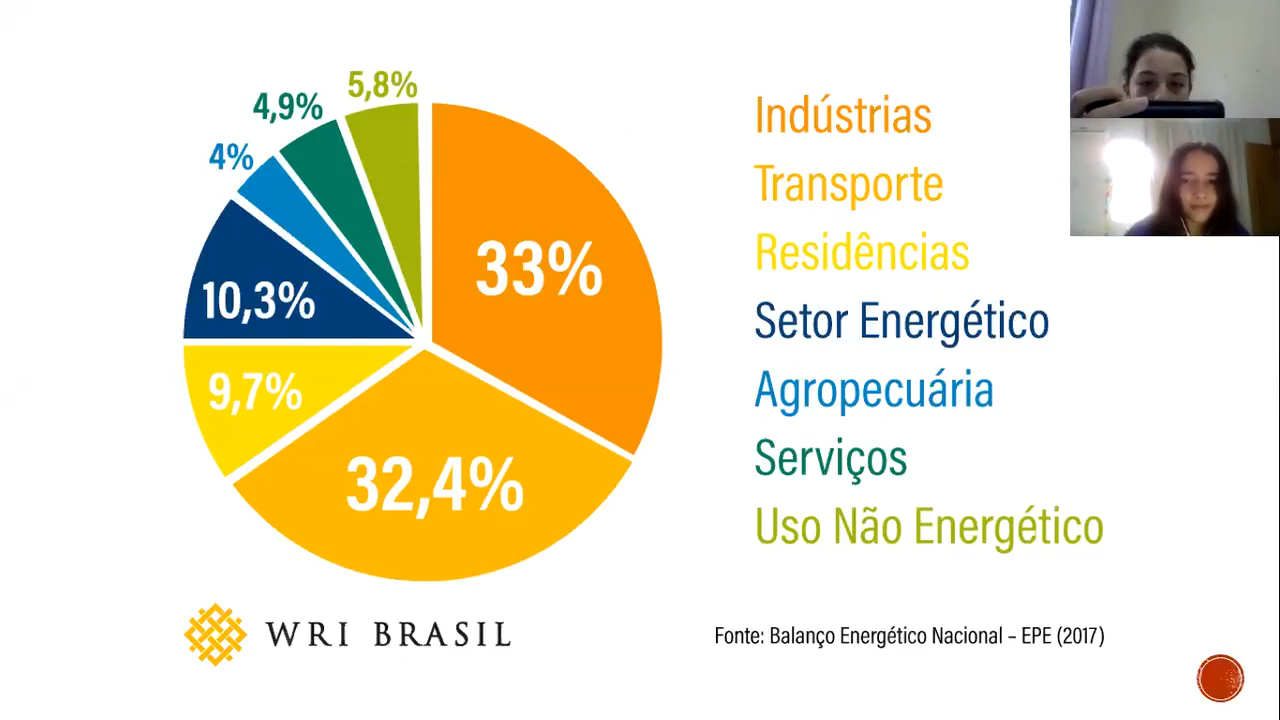 5,8%
4,9%
4%
33%
10,3%
9,7%
32,4%
Indústrias
Transporte
Residências
Setor Energético
Agropecuária
Serviços
Uso Não Energético
WRI BRASIL
Fonte: Balanço Energético Nacional – EPE (2017)